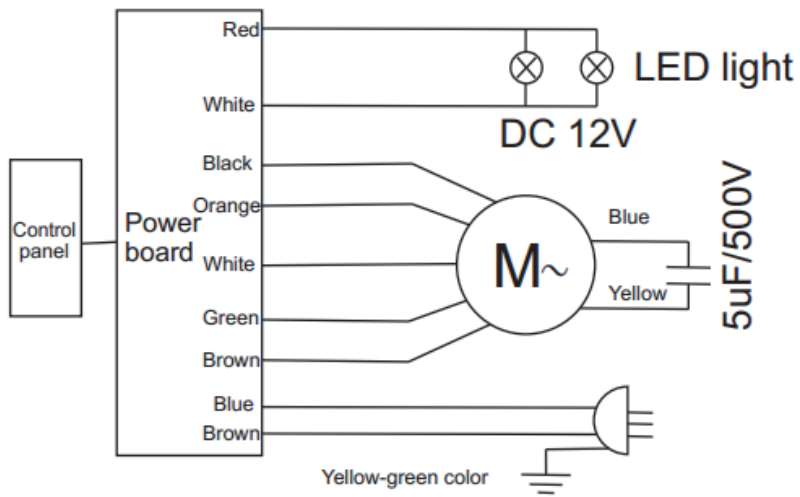 Red
LED light
White
DC 12V
Black
Orange
Control
panel
Power
board
White
M~
Blue
Yellow
5uF/500V
Green
Brown
Blue
Brown
Yellow-green color